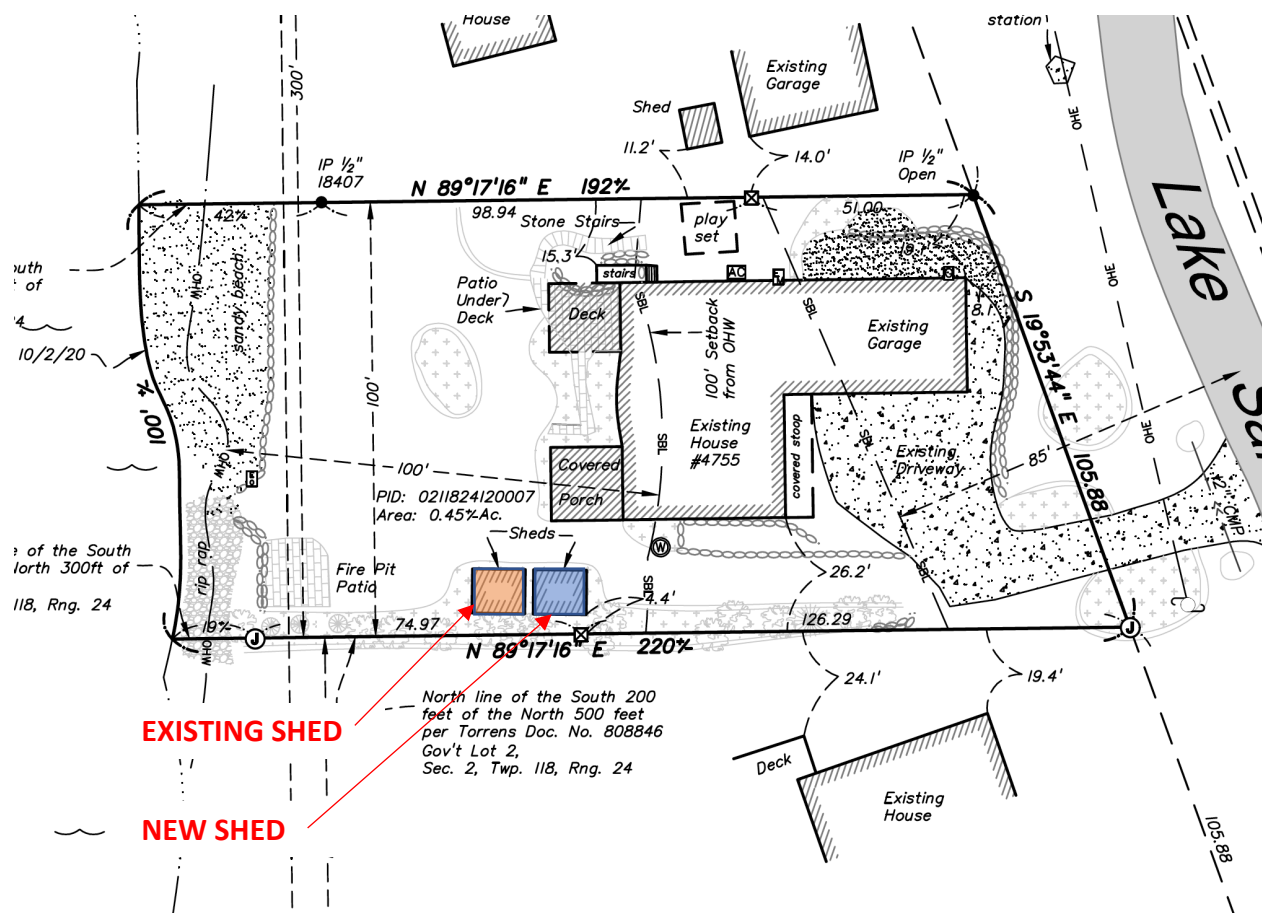 House
station
300'
Existing
Garage
Shed
OHE
11.2'
14.0'
IP ½"
18407
IP ½"
Open
N 89°17'16" E 192±
42±
98.94
51.00
Stone Stairs
play
set
15.3'
stairs
AC
Lake
OHE
OHW
sandy beach
Patio
Under
Deck
Deck
SBL
SBL
100' Setback
from OHW
Existing
Garage
8.1'
S 19°53'44" E 105.88
10/2/20
100' ±
100'
Existing
House
#4755
SBL
covered stoop
SBL
Existing
Driveway
85'
OHE
OHW
100'
Covered
Porch
PID: 0211824120007
Area: 0.45± Ac.
12" CMP
Sheds
W
SBL
SBL
e of the South
North 300ft of
118, Rng. 24
rip rap
Fire Pit
Patio
26.2'
4.4'
19±
J
74.97
126.29
J
OHW
N 89°17'16" E 220±
24.1'
19.4'
EXISTING SHED
North line of the South 200
feet of the North 500 feet
per Torrens Doc. No. 808846
Gov't Lot 2,
Sec. 2, Twp. 118, Rng. 24
Deck
Existing
House
NEW SHED
105.88